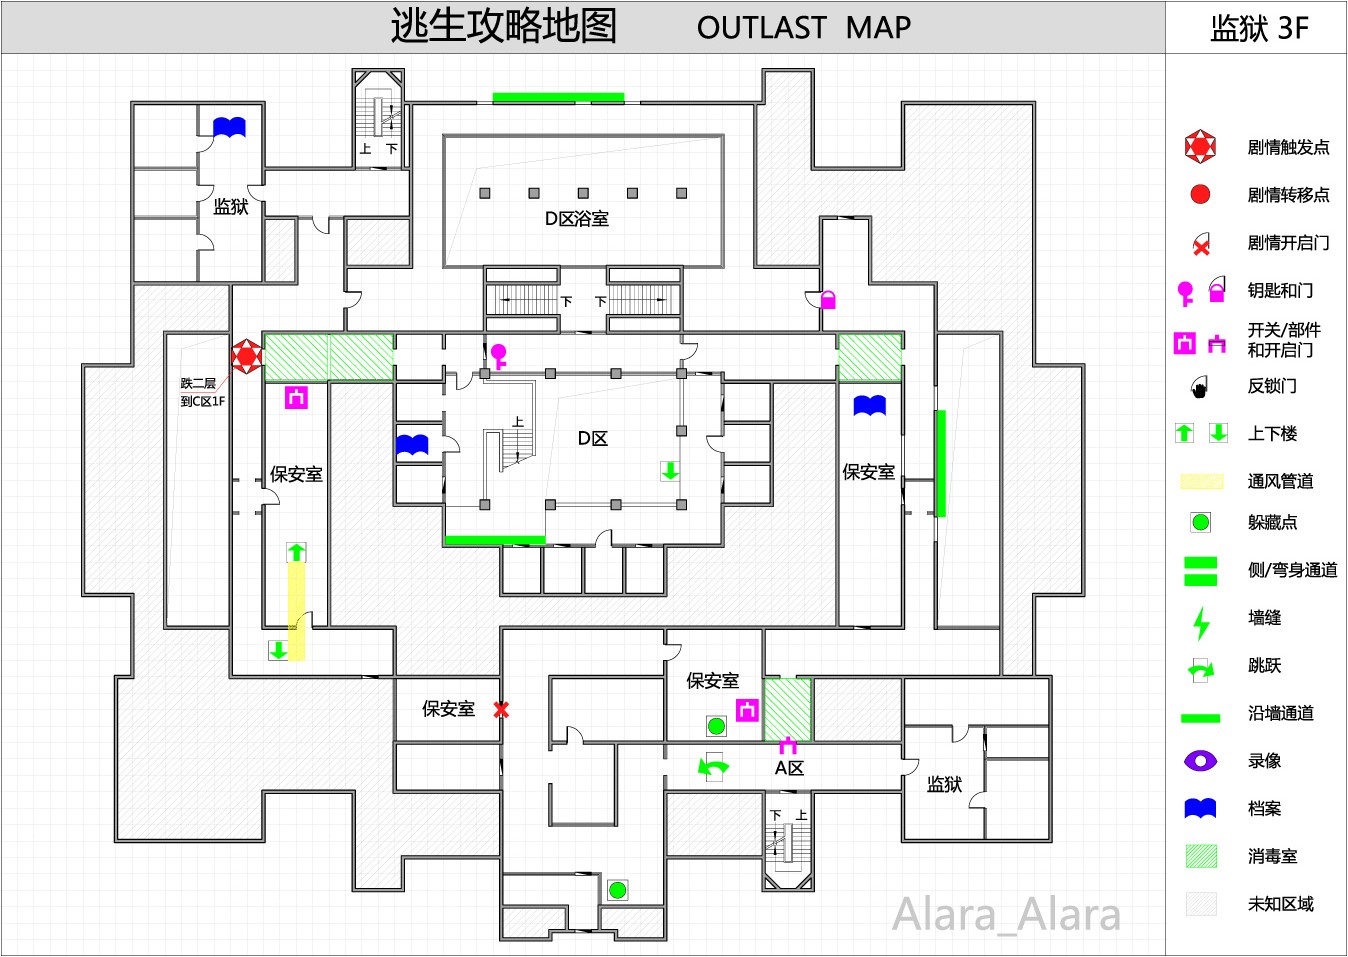 逃生攻略地图 OUTLAST MAP
监狱 3F
剧情触发点
剧情转移点
剧情开启门
钥匙和门
开关/部件
和开启门
反锁门
上下楼
通风管道
躲藏点
侧/弯身通道
墙缝
跳跃
沿墙通道
录像
档案
消毒室
未知区域
上 下
监狱
D区浴室
下 下
跌二层
到C区1F
上
D区
保安室
保安室
保安室
保安室
A区
监狱
下 上
Alara_Alara